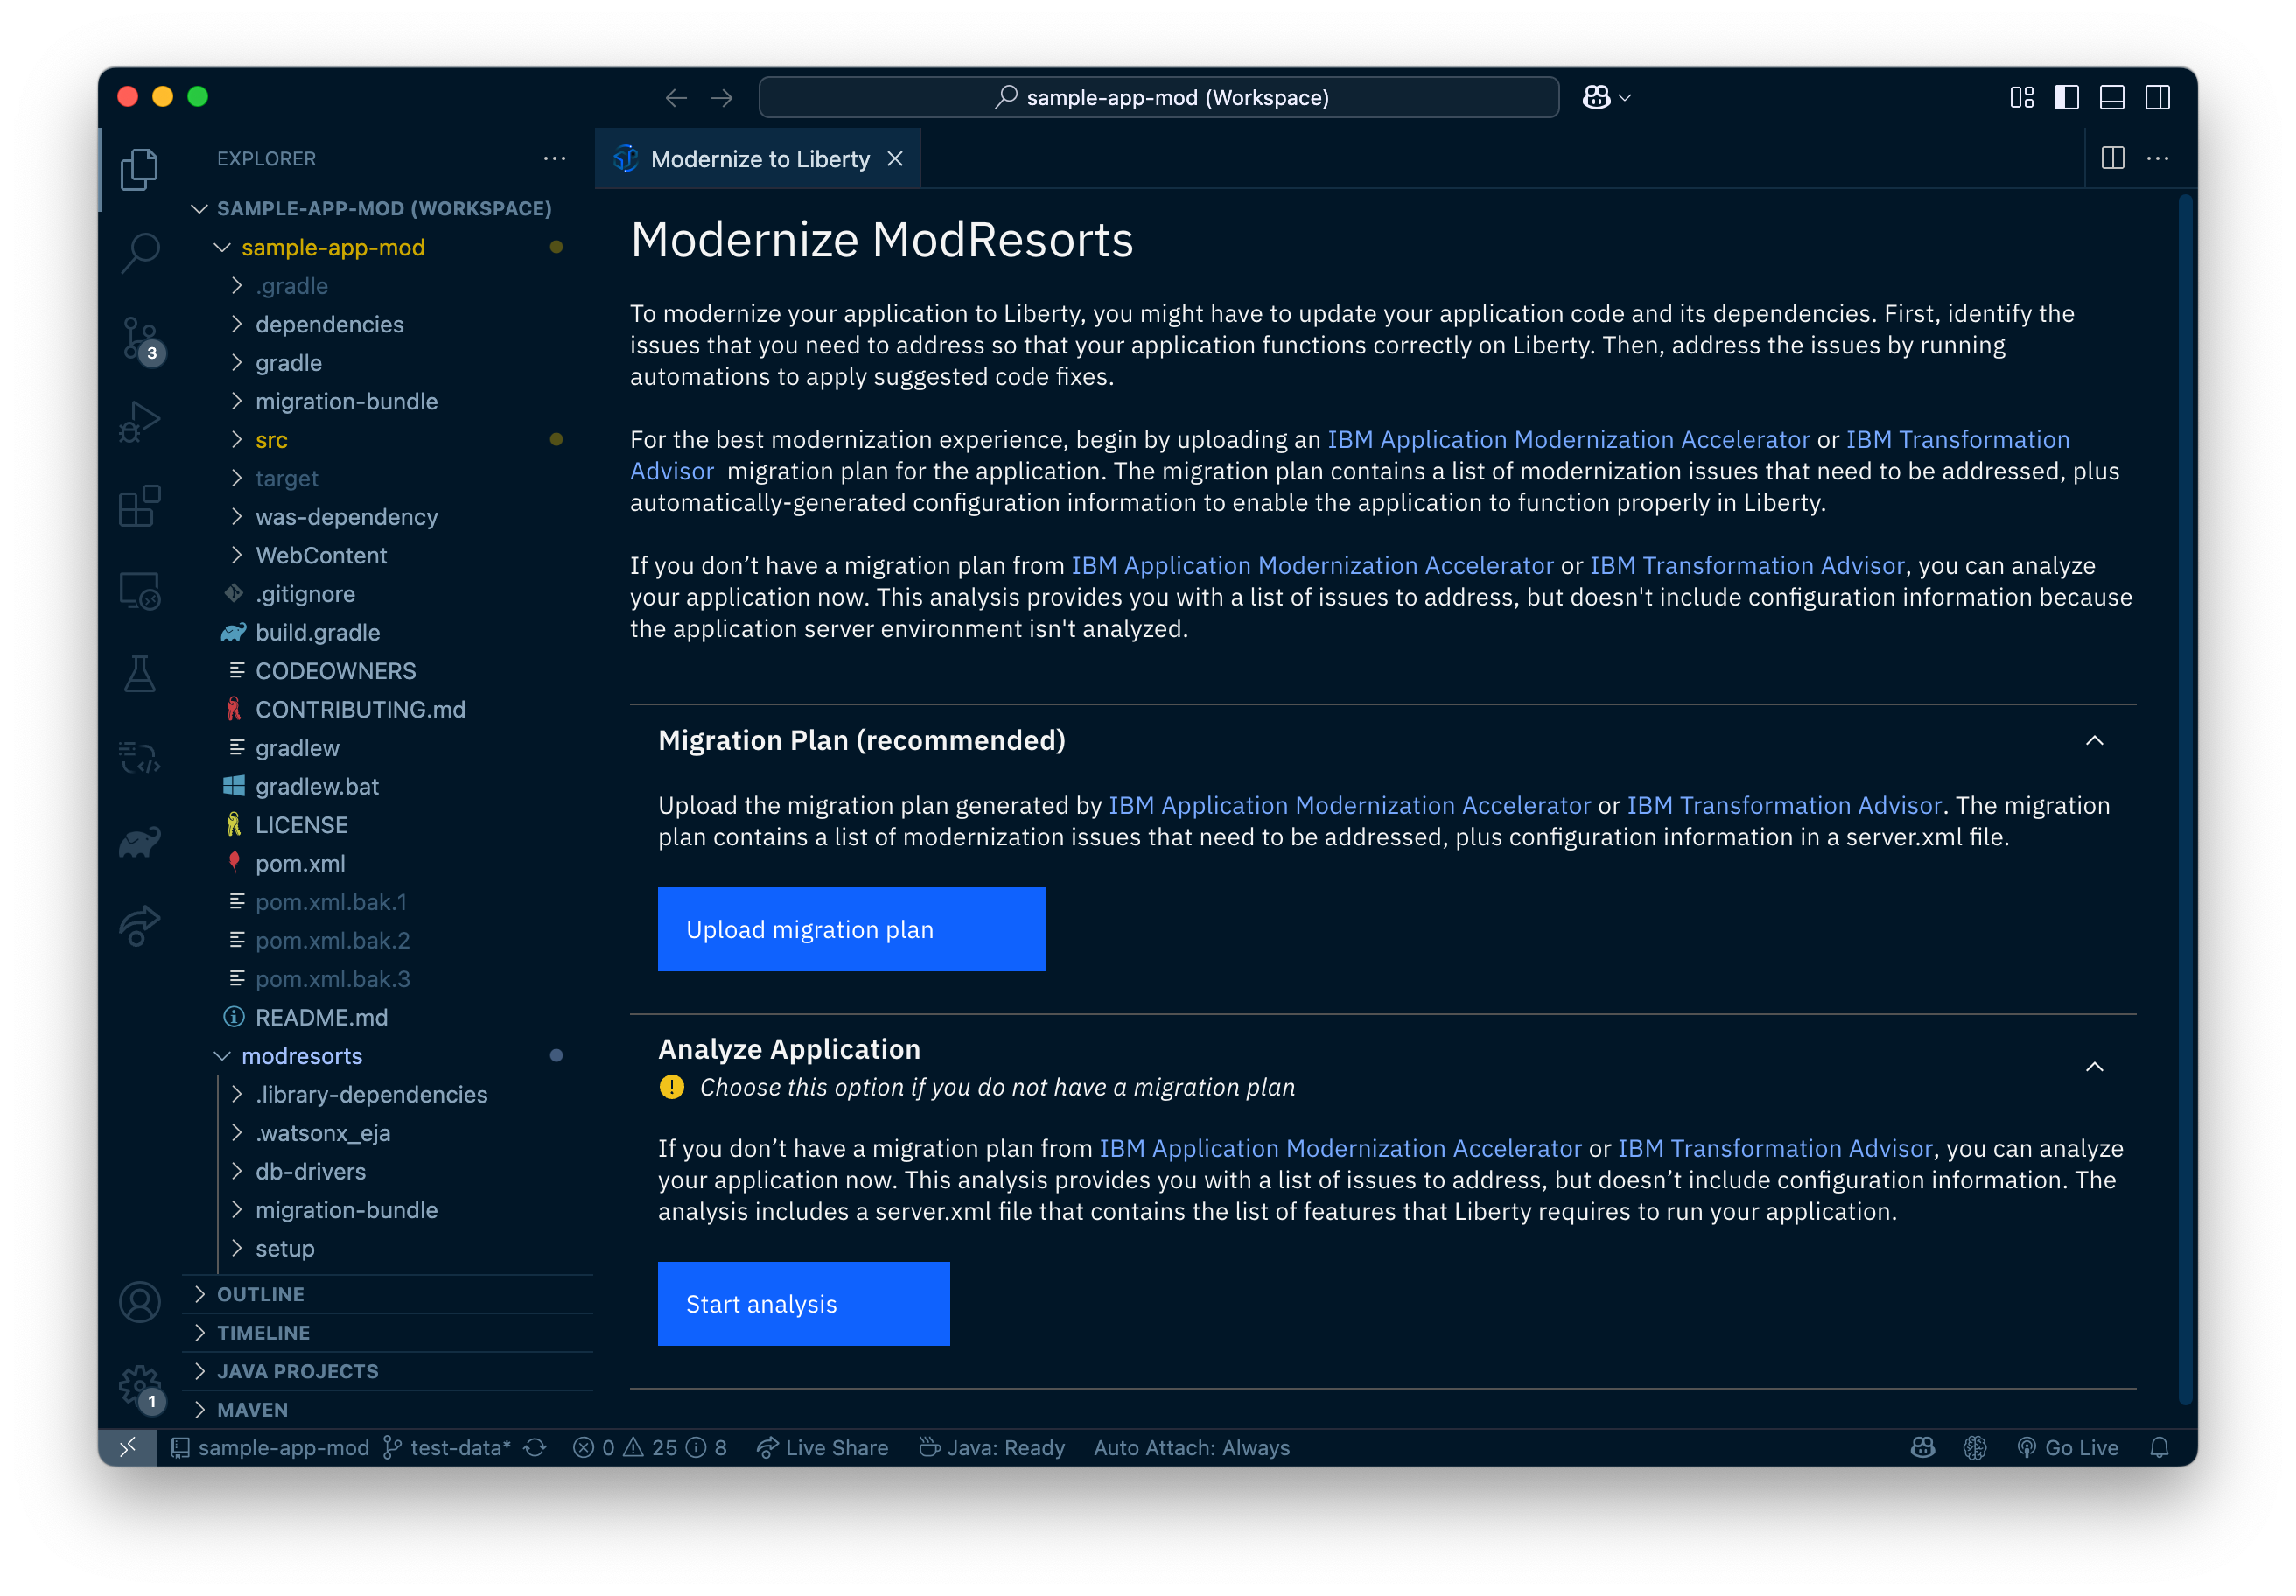 sample-app-mod (Workspace)
EXPLORER
Modernize to Liberty
SAMPLE-APP-MOD (WORKSPACE)
sample-app-mod
.gradle
dependencies
gradle
migration-bundle
src
target
was-dependency
WebContent
.gitignore
build.gradle
CODEOWNERS
CONTRIBUTING.md
gradlew
gradlew.bat
LICENSE
pom.xml
pom.xml.bak.1
pom.xml.bak.2
pom.xml.bak.3
README.md
modresorts
.library-dependencies
.watsonx_eja
db-drivers
migration-bundle
setup
OUTLINE
TIMELINE
JAVA PROJECTS
MAVEN
3
1
Modernize ModResorts
To modernize your application to Liberty, you might have to update your application code and its dependencies. First, identify the
issues that you need to address so that your application functions correctly on Liberty. Then, address the issues by running
automations to apply suggested code fixes.
For the best modernization experience, begin by uploading an IBM Application Modernization Accelerator or IBM Transformation
Advisor migration plan for the application. The migration plan contains a list of modernization issues that need to be addressed, plus
automatically-generated configuration information to enable the application to function properly in Liberty.
If you don’t have a migration plan from IBM Application Modernization Accelerator or IBM Transformation Advisor, you can analyze
your application now. This analysis provides you with a list of issues to address, but doesn't include configuration information because
the application server environment isn't analyzed.
Migration Plan (recommended)
Upload the migration plan generated by IBM Application Modernization Accelerator or IBM Transformation Advisor. The migration
plan contains a list of modernization issues that need to be addressed, plus configuration information in a server.xml file.
Upload migration plan
Analyze Application
Choose this option if you do not have a migration plan
If you don’t have a migration plan from IBM Application Modernization Accelerator or IBM Transformation Advisor, you can analyze
your application now. This analysis provides you with a list of issues to address, but doesn’t include configuration information. The
analysis includes a server.xml file that contains the list of features that Liberty requires to run your application.
Start analysis
sample-app-mod test-data* 0 25 8 Live Share Java: Ready Auto Attach: Always Go Live